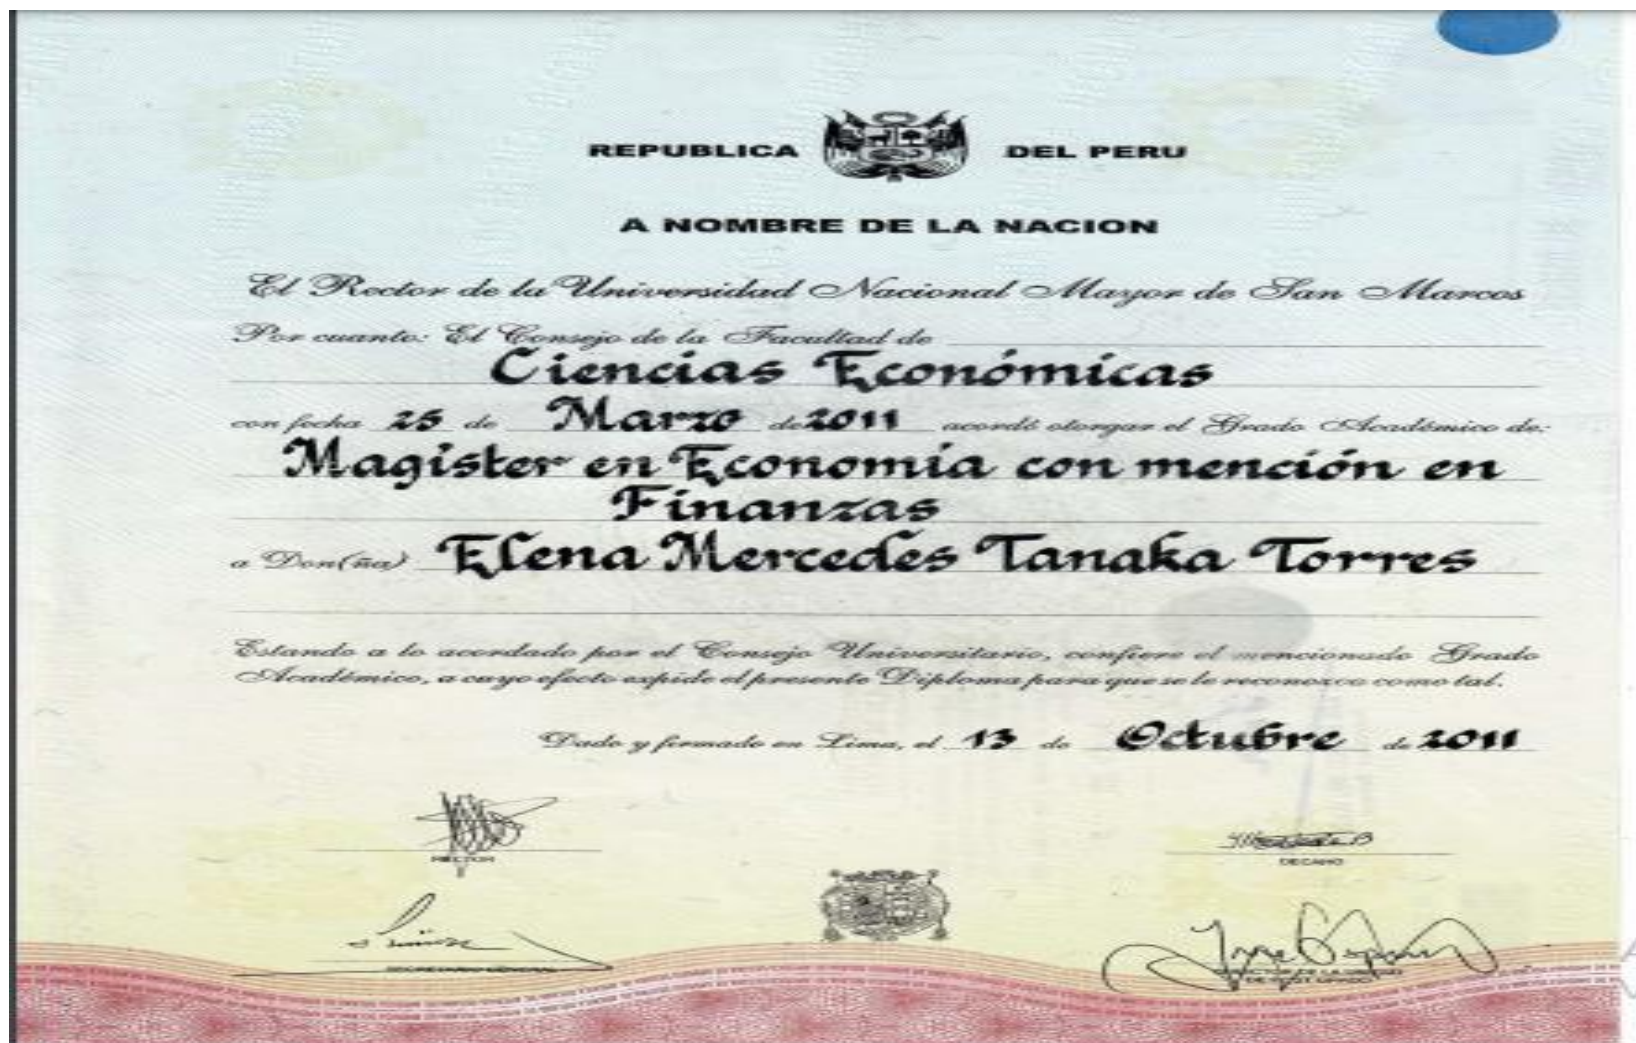 REPUBLICA DEL PERU
A NOMBRE DE LA NACION
El Rector de la Universidad Nacional Mayor de San Marcos
Por cuanto: El Consejo de la Facultad de
Ciencias Económicas
con fecha 25 de Marzo de 2011 acordó otorgar el Grado Académico de:
Magíster en Economía con mención en
Finanzas
a Don(ña) Elena Mercedes Tanaka Torres
Estando a lo acordado por el Consejo Universitario, confiere el mencionado Grado
Académico, a cuyo efecto expide el presente Diploma para que se le reconozca como tal.
Dado y firmado en Lima, el 13 de Octubre de 2011
RECTOR
DECANO
SECRETARIO GENERAL